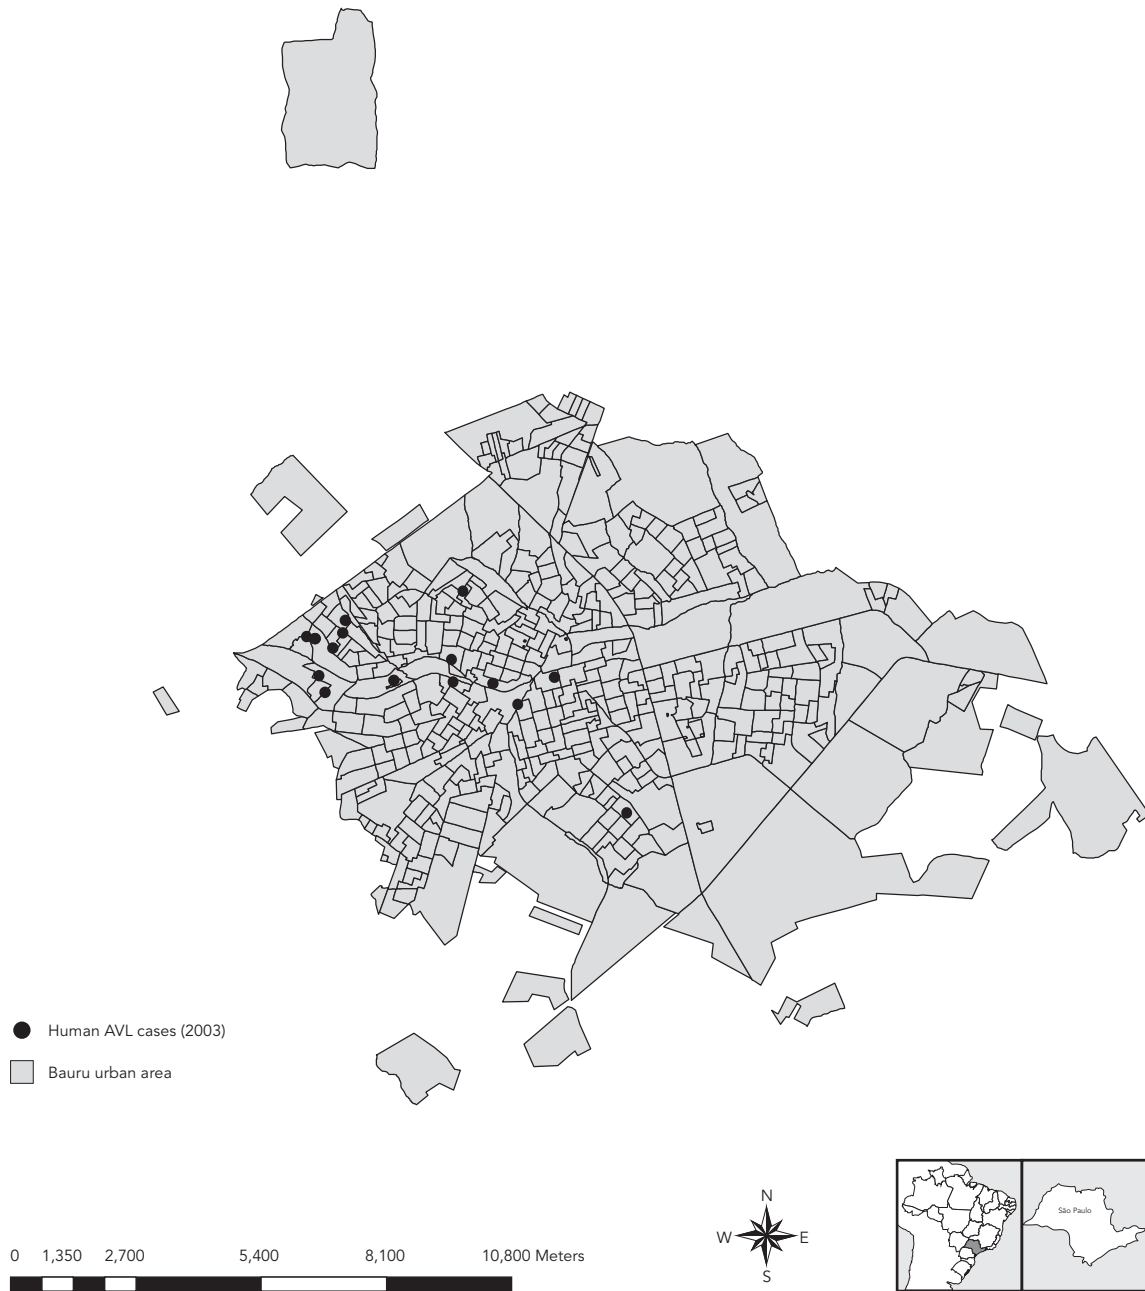 Human AVL cases (2003)
Bauru urban area
N
W E
S
São Paulo
0 1,350 2,700 5,400 8,100 10,800 Meters